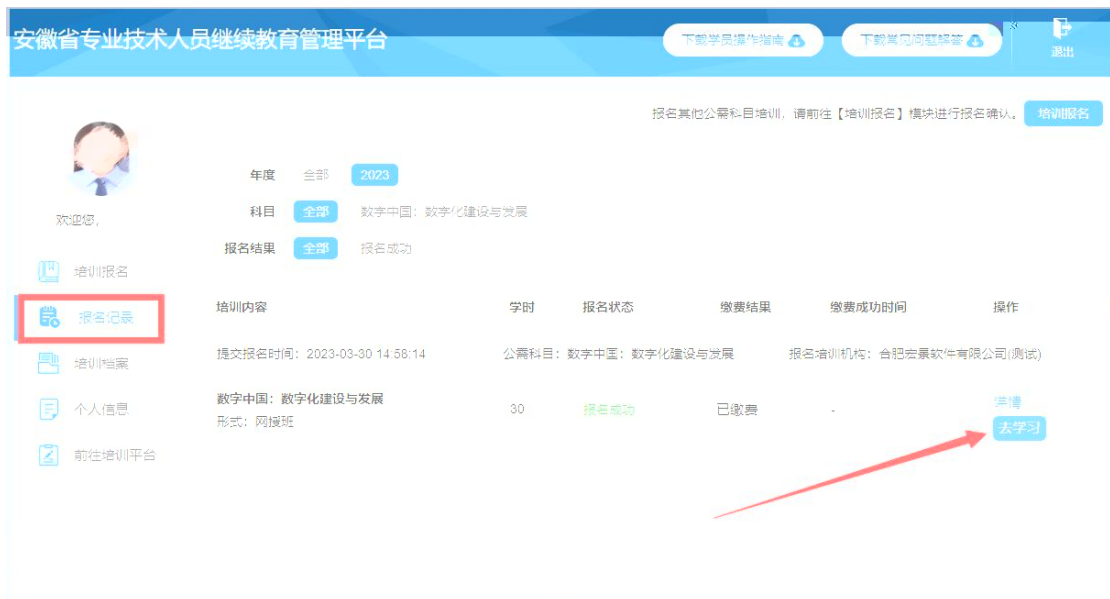 安徽省专业技术人员继续教育管理平台
下载学员操作指南
下载常见问题解答
退出
报名其他公需科目培训，请前往【培训报名】模块进行报名确认。 培训报名
年度 全部 2023
科目 全部 数字中国：数字化建设与发展
欢迎您，
报名结果 全部 报名成功
培训报名
报名记录
培训档案
个人信息
前往培训平台
培训内容 学时 报名状态 缴费结果 缴费成功时间 操作
提交报名时间：2023-03-30 14:58:14 公需科目：数字中国：数字化建设与发展 报名培训机构：合肥宏景软件有限公司(测试)
数字中国：数字化建设与发展
形式：网授班
30 报名成功 已缴费 - 详情
去学习